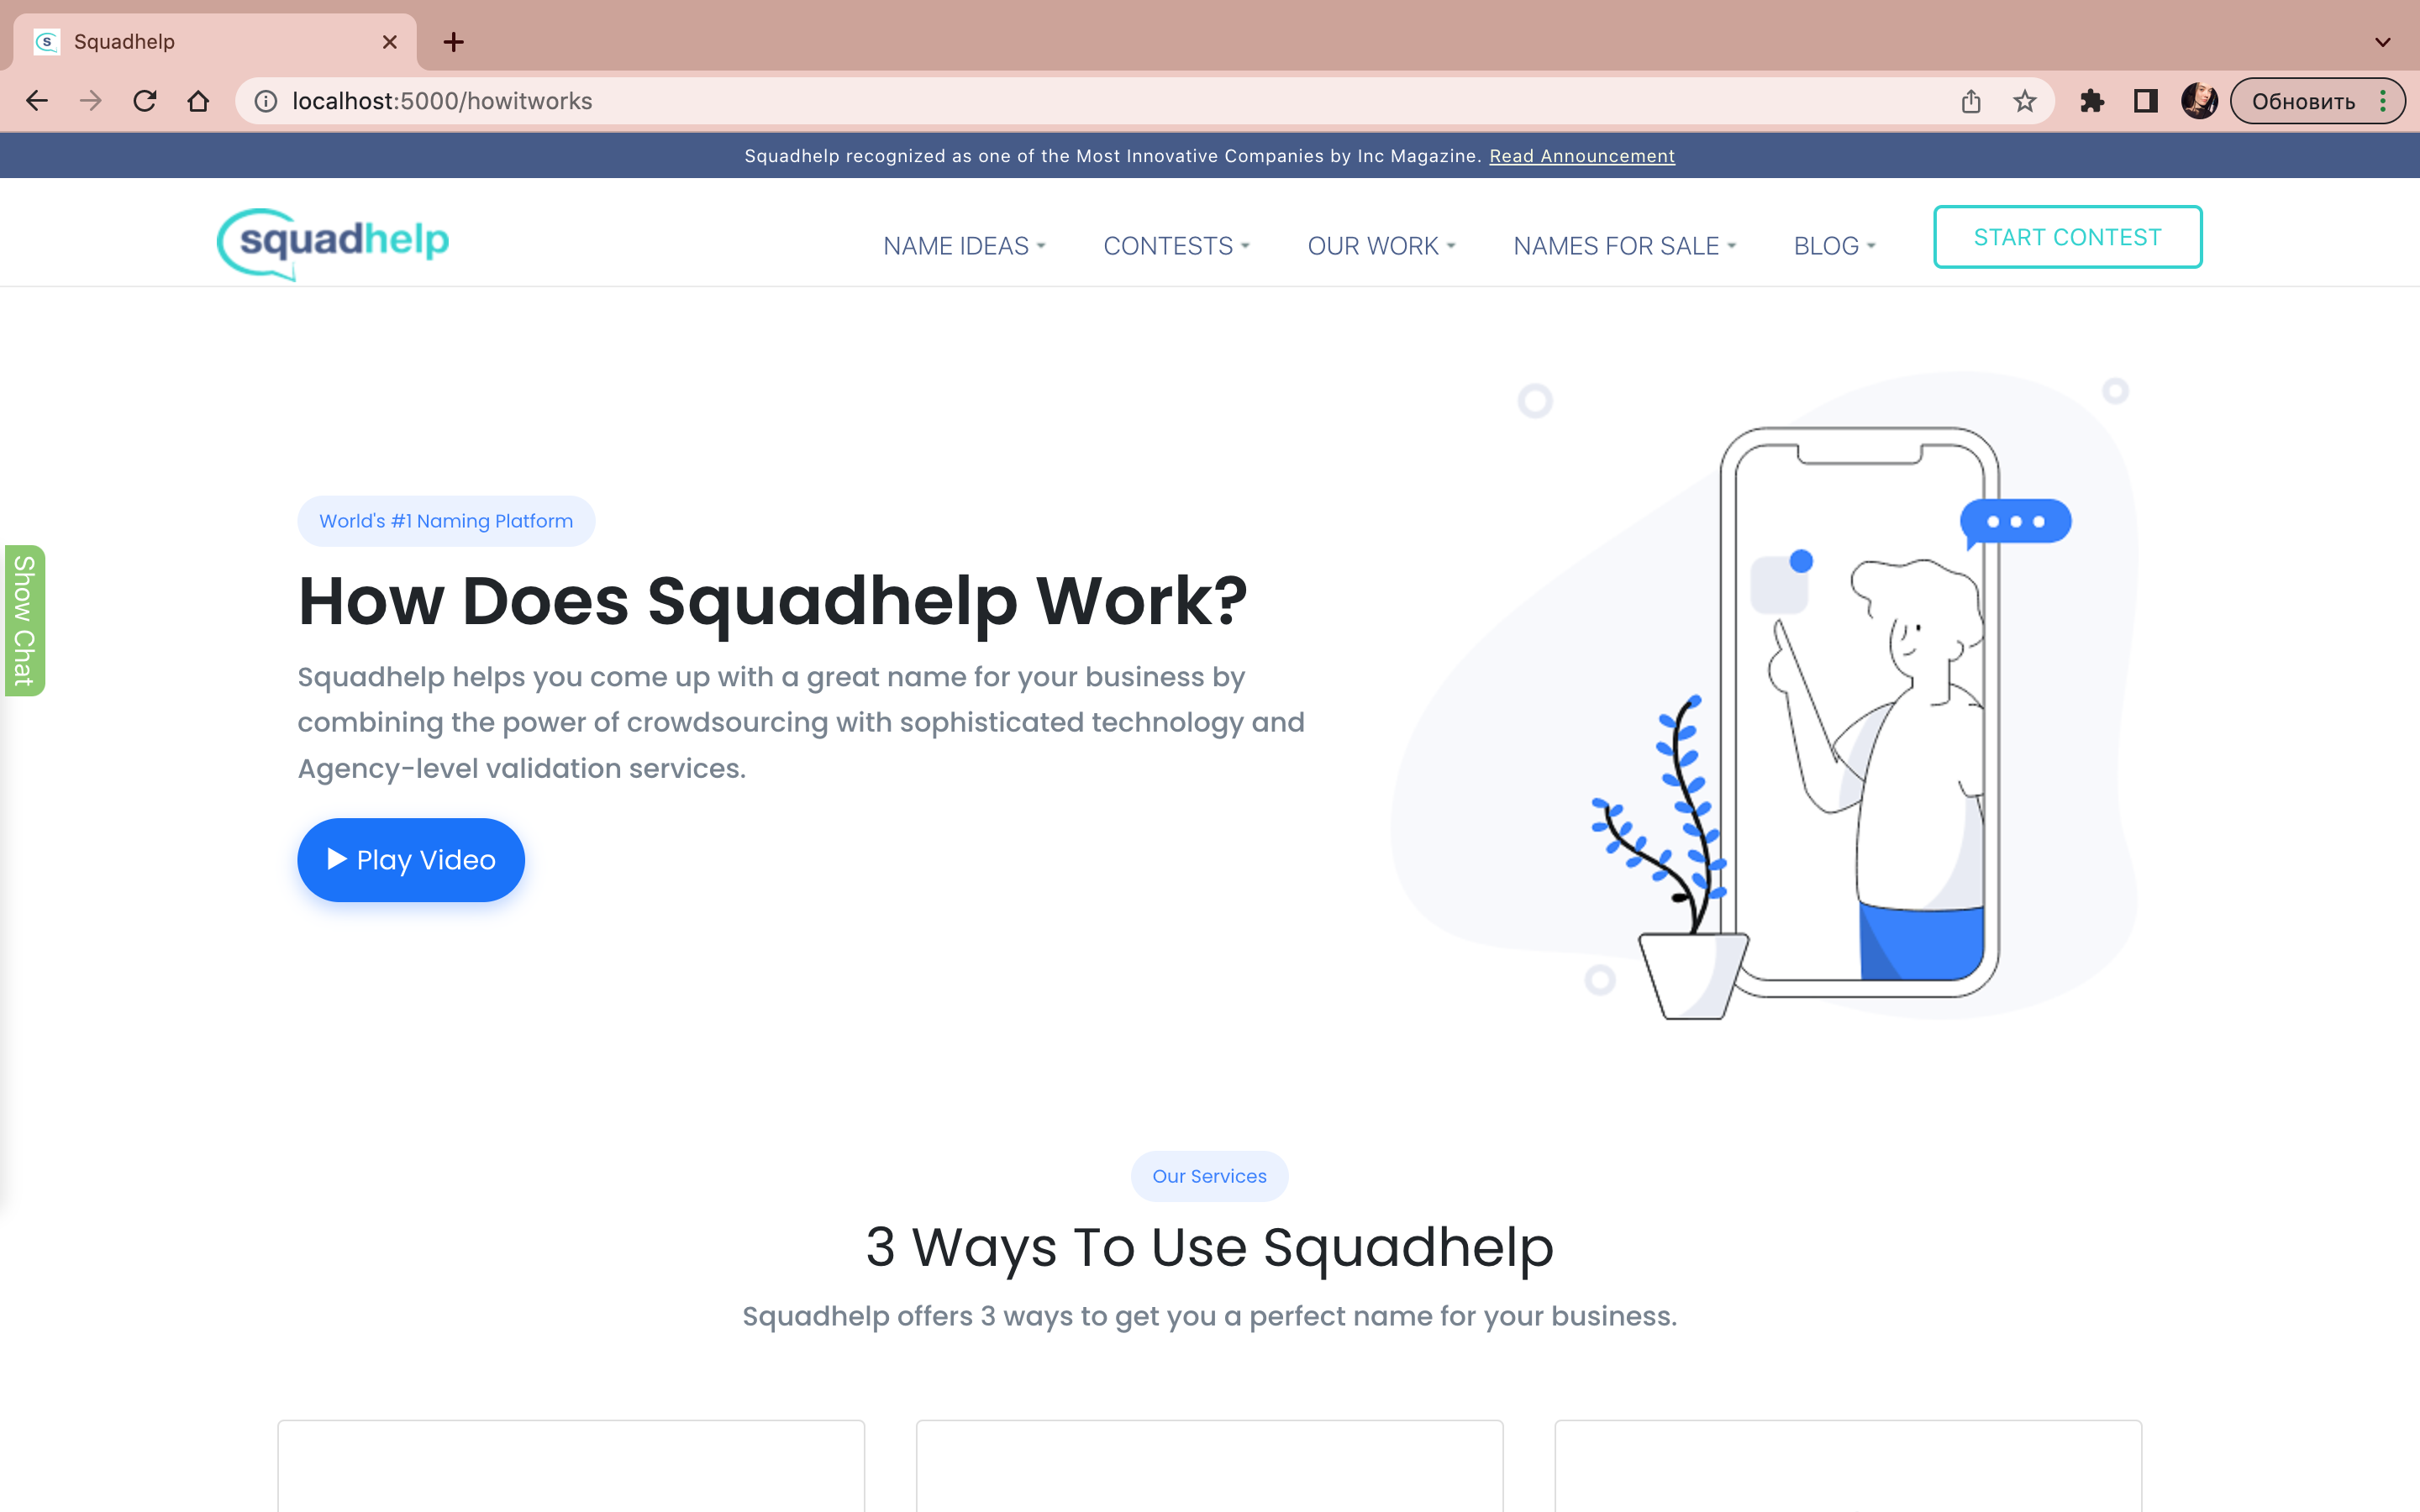 Squadhelp
localhost:5000/howitworks
Обновить
Squadhelp recognized as one of the Most Innovative Companies by Inc Magazine. Read Announcement
squadhelp
NAME IDEAS CONTESTS OUR WORK NAMES FOR SALE BLOG START CONTEST
World's #1 Naming Platform
How Does Squadhelp Work?
Squadhelp helps you come up with a great name for your business by
combining the power of crowdsourcing with sophisticated technology and
Agency-level validation services.
Play Video
Show Chat
Our Services
3 Ways To Use Squadhelp
Squadhelp offers 3 ways to get you a perfect name for your business.